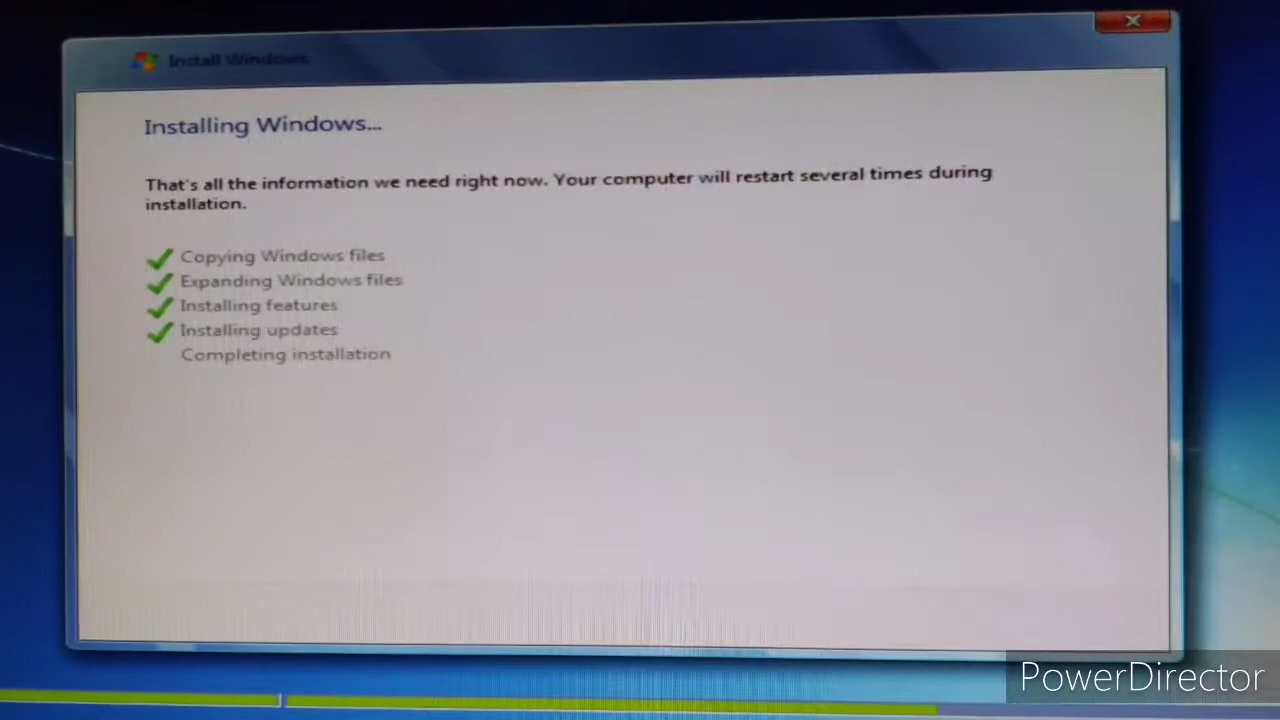 Install Windows
Installing Windows...
That's all the information we need right now. Your computer will restart several times during
installation.
Copying Windows files
Expanding Windows files
Installing features
Installing updates
Completing installation
PowerDirector